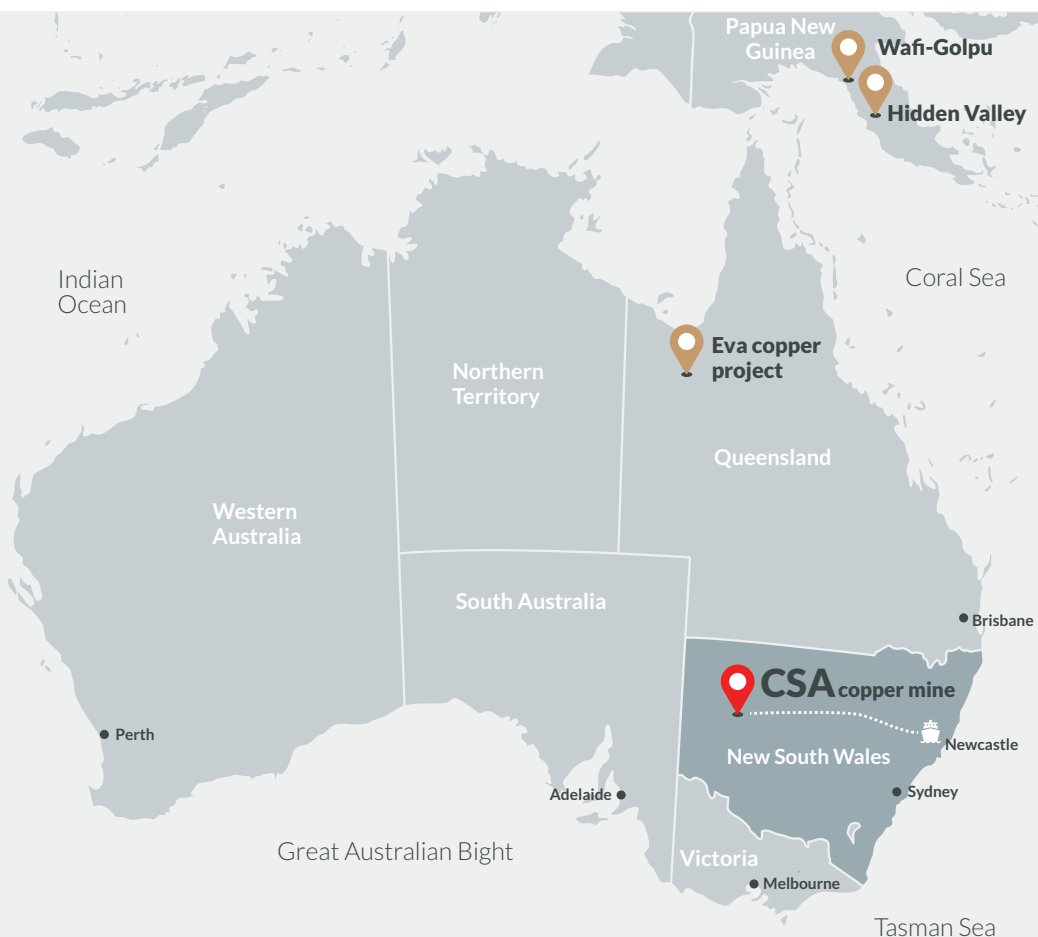 Papua New
Guinea
Wafi-Golpu
Hidden Valley
Indian
Ocean
Coral Sea
Eva copper
project
Northern
Territory
Queensland
Western
Australia
South Australia
Brisbane
CSA copper mine
Perth
Newcastle
New South Wales
Adelaide
Sydney
Great Australian Bight
Victoria
Melbourne
Tasman Sea